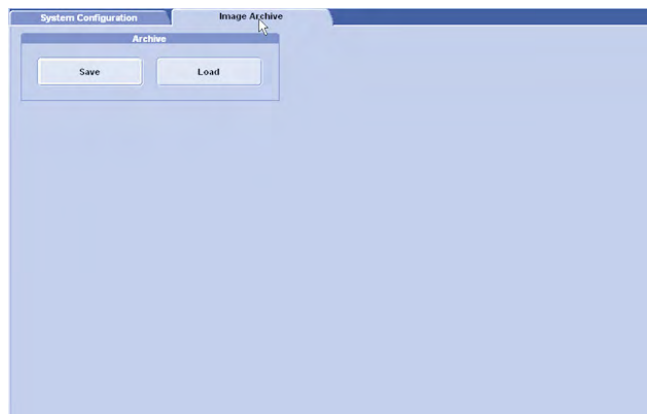 System Configuration
Image Archive
Archive
Save
Load